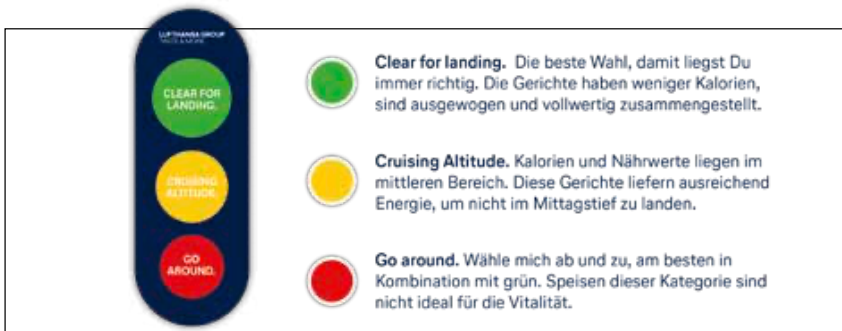 LUFTHANSA GROUP
CLEAR FOR
LANDING.
CRUISING
ALTITUDE.
GO
AROUND.
Clear for landing. Die beste Wahl, damit liegst Du
immer richtig. Die Gerichte haben weniger Kalorien,
sind ausgewogen und vollwertig zusammengestellt.
Cruising Altitude. Kalorien und Nährwerte liegen im
mittleren Bereich. Diese Gerichte liefern ausreichend
Energie, um nicht im Mittagstief zu landen.
Go around. Wähle mich ab und zu, am besten in
Kombination mit grün. Speisen dieser Kategorie sind
nicht ideal für die Vitalität.